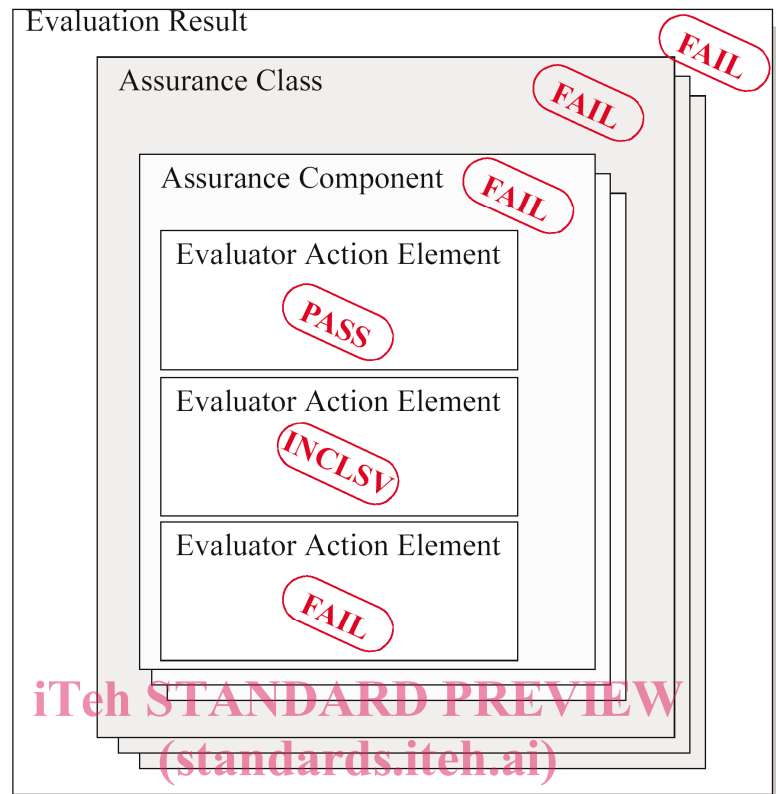 Evaluation Result
FAIL
Assurance Class
FAIL
Assurance Component
FAIL
Evaluator Action Element
PASS
Evaluator Action Element
INCLSV
Evaluator Action Element
FAIL
iTeh STANDARD PREVIEW
(standards.iteh.ai)